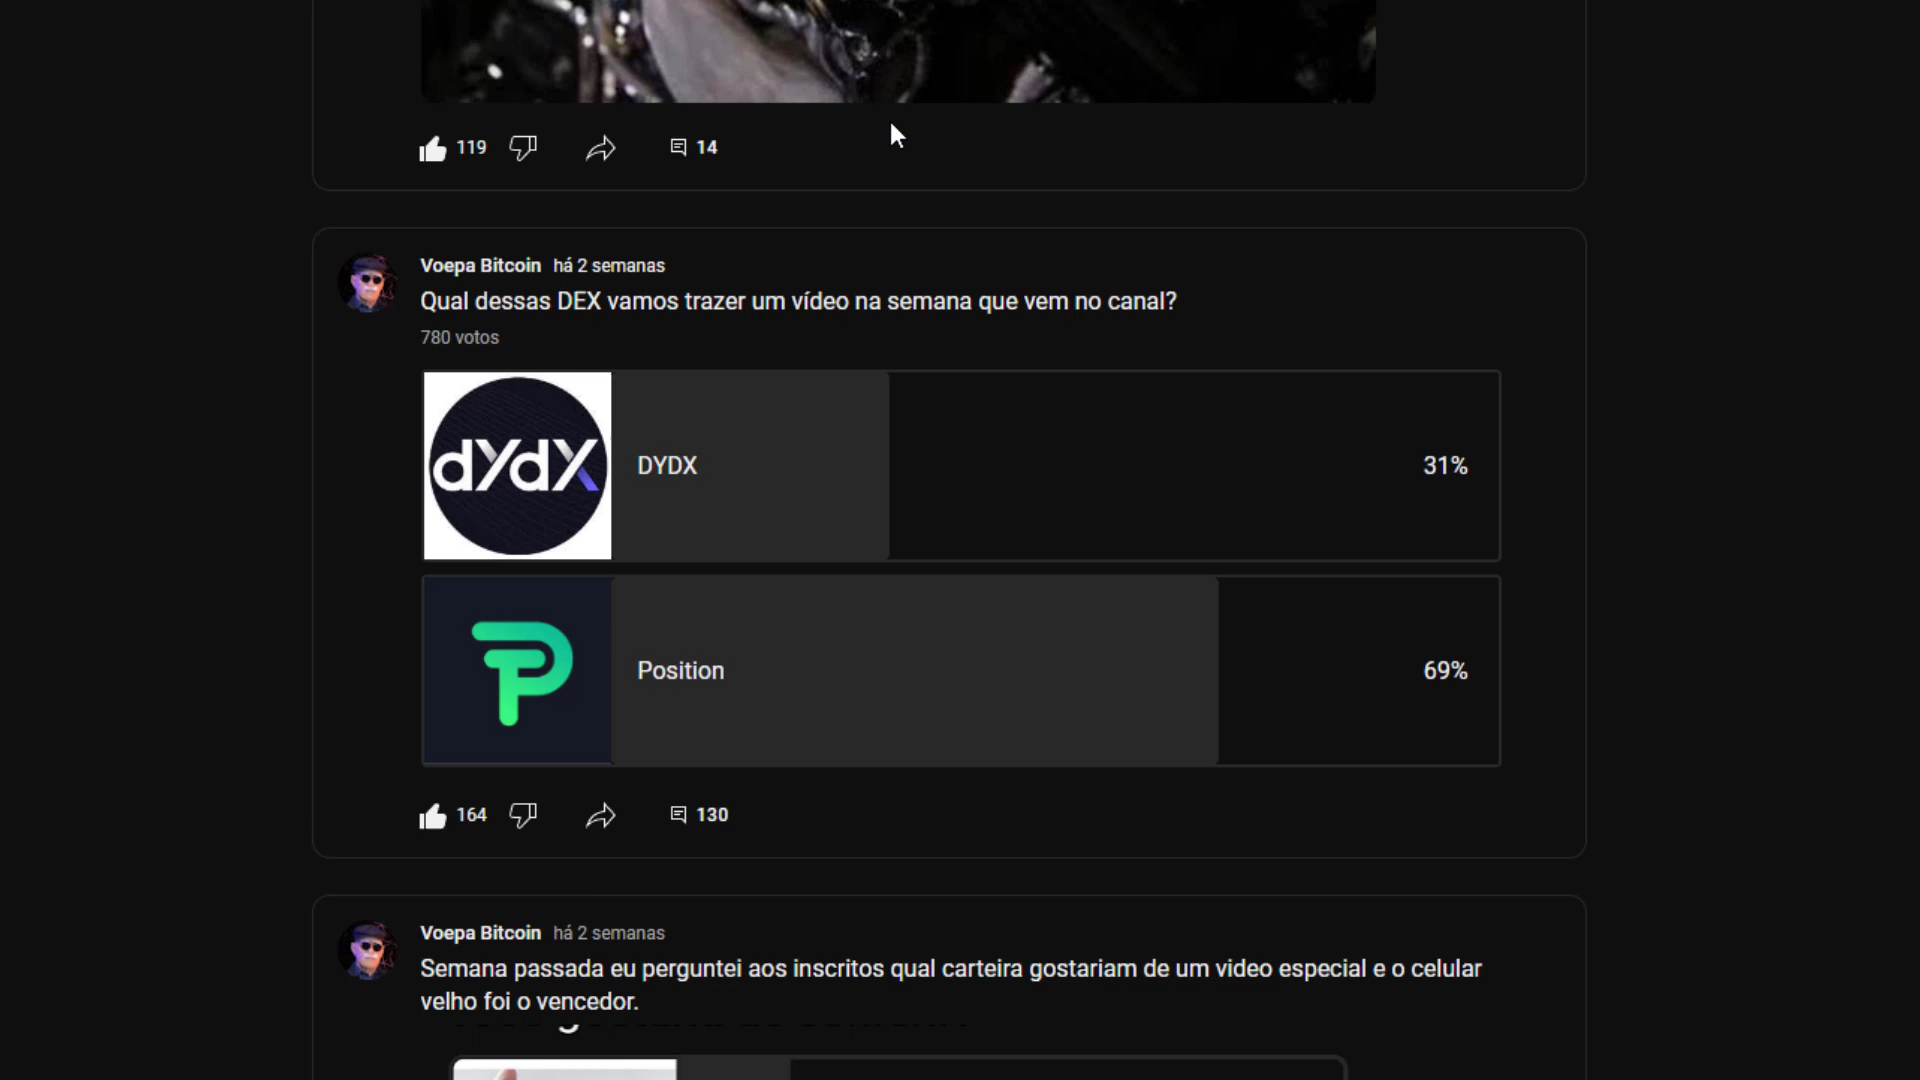 119
14
Voepa Bitcoin há 2 semanas
Qual dessas DEX vamos trazer um vídeo na semana que vem no canal?
780 votos
dYdX
DYDX
31%
Position
69%
164
130
Voepa Bitcoin há 2 semanas
Semana passada eu perguntei aos inscritos qual carteira gostariam de um video especial e o celular
velho foi o vencedor.